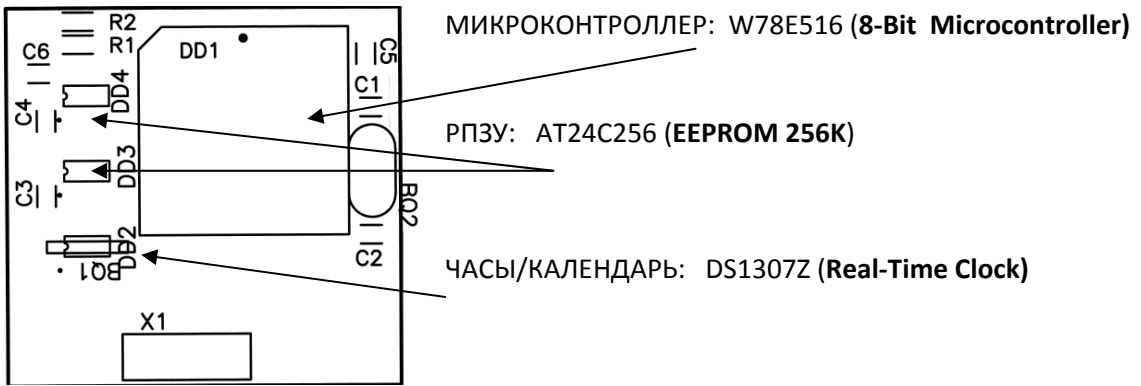 R2
R1
C6
DD1
C5
C1
DD4
C4
DD3
C3
BQ2
DD2
BQ1
C2
X1
МИКРОКОНТРОЛЛЕР: W78E516 (8-Bit Microcontroller)
РПЗУ: AT24C256 (EEPROM 256K)
ЧАСЫ/КАЛЕНДАРЬ: DS1307Z (Real-Time Clock)